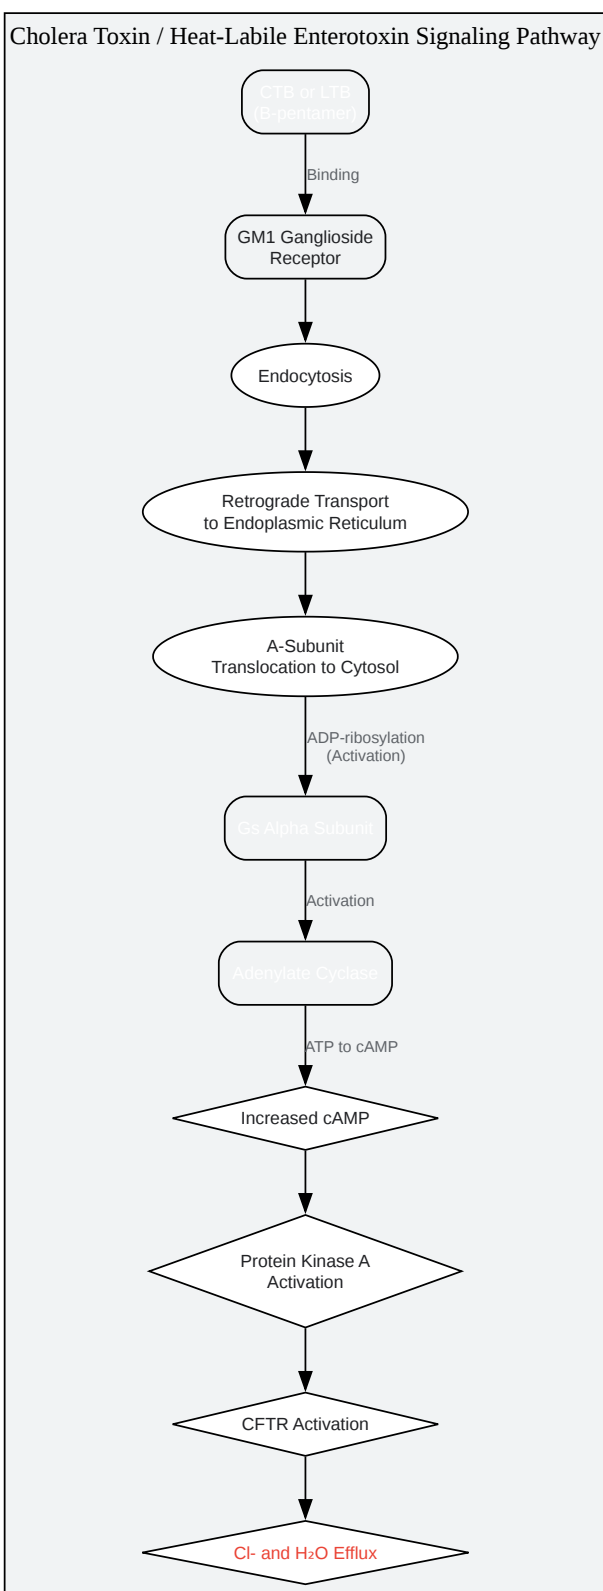 Cholera Toxin / Heat-Labile Enterotoxin Signaling Pathway
CTB or LTB
(B-pentamer)
Binding
GM1 Ganglioside
Receptor
Endocytosis
Retrograde Transport
to Endoplasmic Reticulum
A-Subunit
Translocation to Cytosol
ADP-ribosylation
(Activation)
Gs Alpha Subunit
Activation
Adenylate Cyclase
ATP to cAMP
Increased cAMP
Protein Kinase A
Activation
CFTR Activation
Cl- and H₂O Efflux